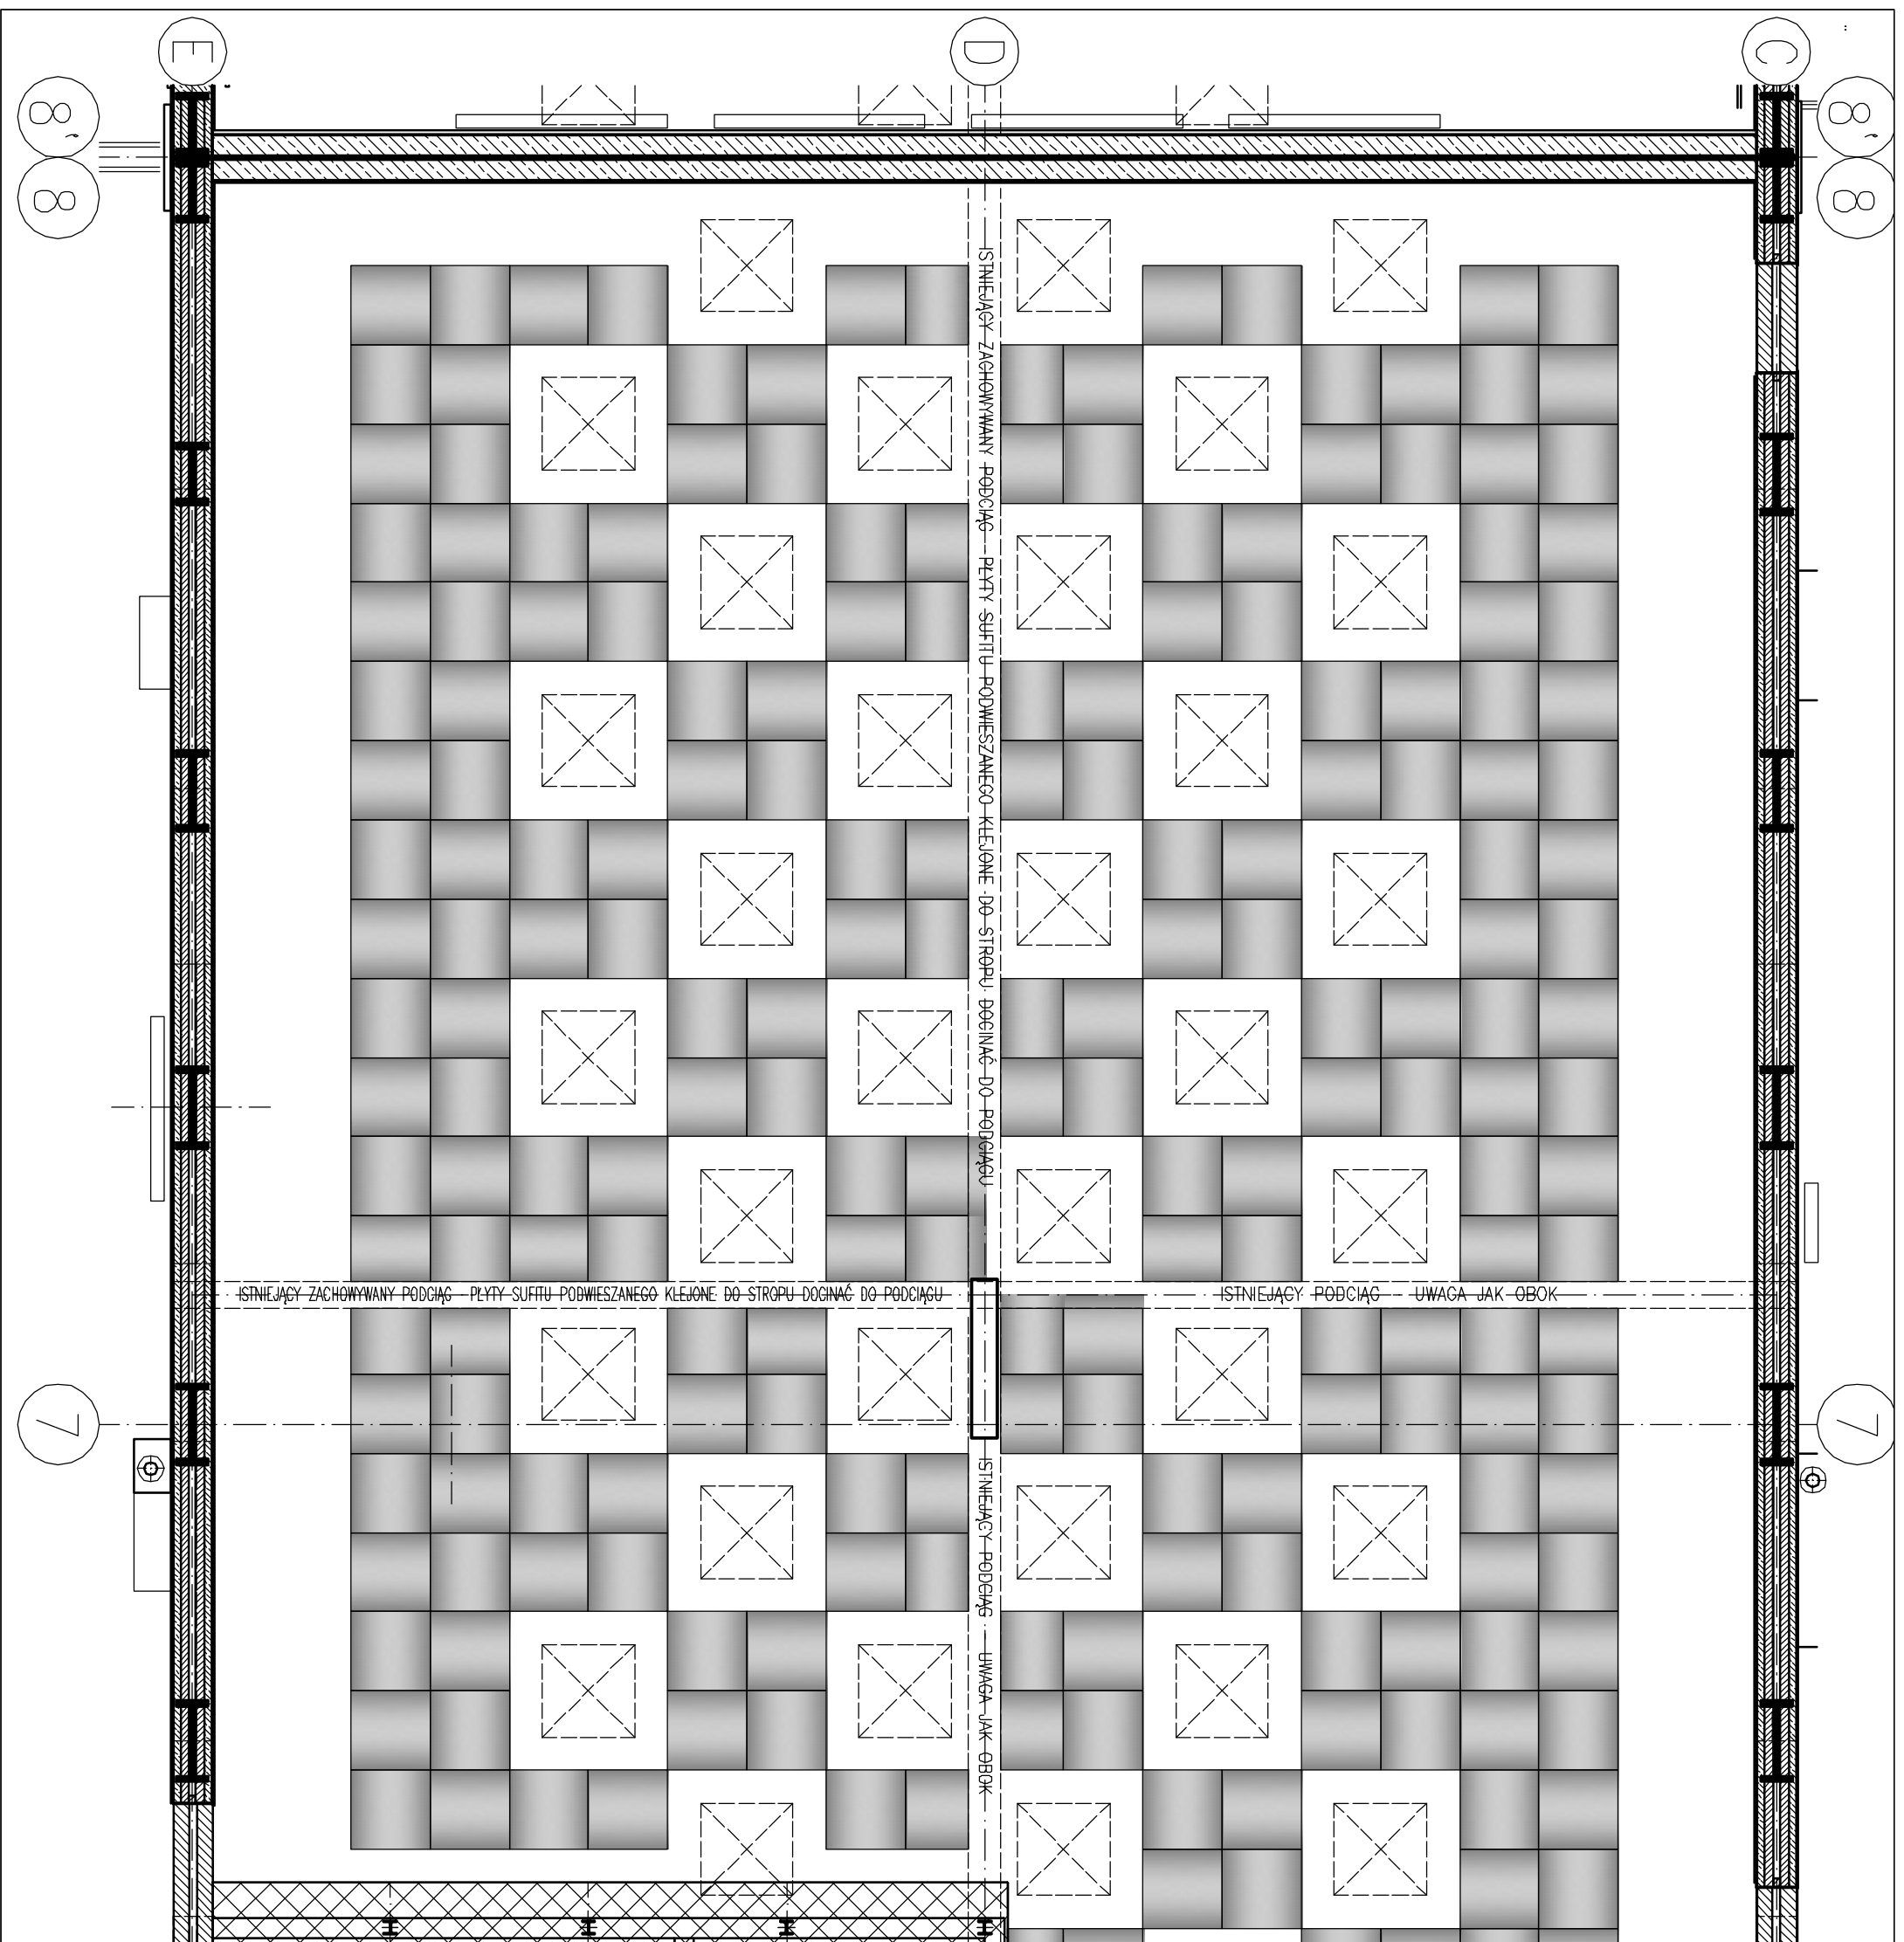 E
D
C
8'
8'
8
8
ISTNIEJĄCY ZACHOWYWANY PODCIĄG - PŁYTY SUFITU PODWIESZANEGO KLEJONE DO STROPU DOCINAĆ DO PODCIĄGU
ISTNIEJĄCY ZACHOWYWANY PODCIĄG - PŁYTY SUFITU PODWIESZANEGO KLEJONE DO STROPU DOCINAĆ DO PODCIĄGU
ISTNIEJĄCY PODCIĄG - UWAGA JAK OBOK
7
7
ISTNIEJĄCY PODCIĄG - UWAGA JAK OBOK